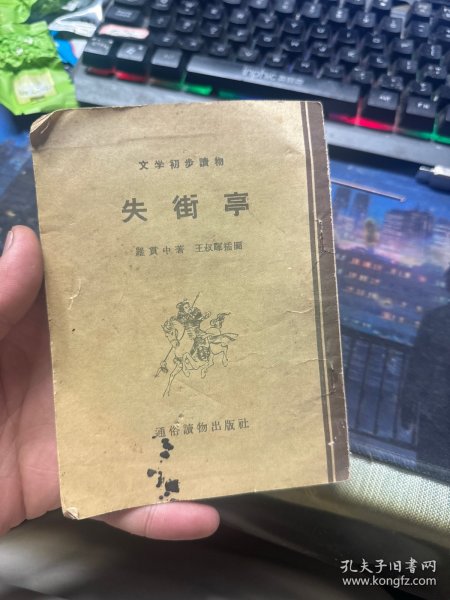 文学初步讀物
失街亭
羅貫中著 王叔暉插圖
通俗讀物出版社
孔夫子旧书网
www.kongfz.com